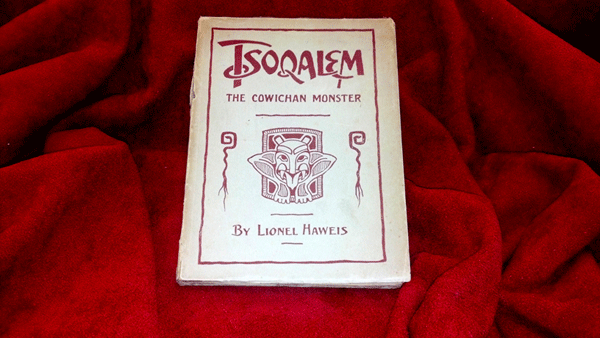 TSOQALEM
THE COWICHAN MONSTER
BY LIONEL HAWEIS